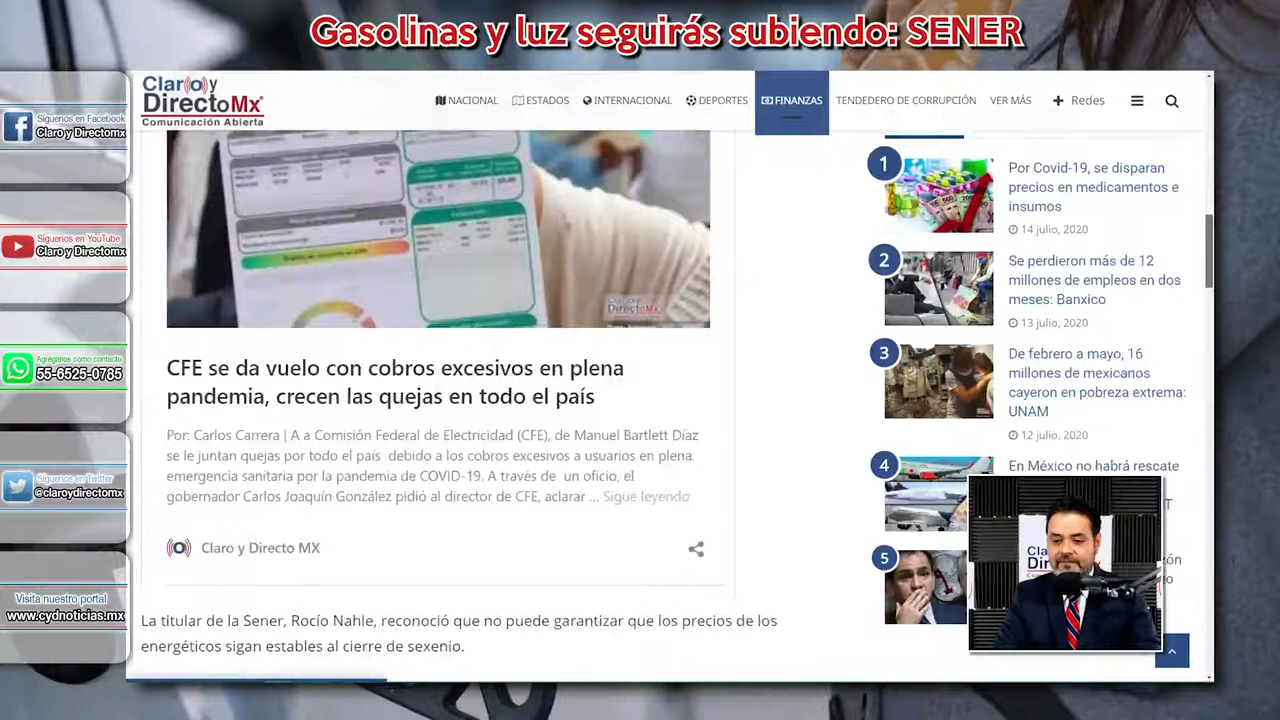 Gasolinas y luz seguirás subiendo: SENER
Síguenos en Facebook
Claro y Directomx
Síguenos en YouTube
Claro y Directomx
Agréganos como contacto
55-6525-0785
Síguenos en Twitter
@claroydirectomx
Visita nuestro portal
www.cydnoticias.mx
Claro y
DirectoMx
Comunicación Abierta
NACIONAL
ESTADOS
INTERNACIONAL
DEPORTES
FINANZAS
TENDEDERO DE CORRUPCIÓN
VER MÁS
Redes
DirectoMx
CFE se da vuelo con cobros excesivos en plena
pandemia, crecen las quejas en todo el país
Por: Carlos Carrera | A a Comisión Federal de Electricidad (CFE), de Manuel Bartlett Díaz
se le juntan quejas por todo el país debido a los cobros excesivos a usuarios en plena
emergencia sanitaria por la pandemia de COVID-19. A través de un oficio, el
gobernador Carlos Joaquín González pidió al director de CFE, aclarar ... Sigue leyendo
Claro y Directo MX
La titular de la Sener, Rocío Nahle, reconoció que no puede garantizar que los precios de los
energéticos sigan estables al cierre de sexenio.
1
Por Covid-19, se disparan
precios en medicamentos e
insumos
14 julio, 2020
2
Se perdieron más de 12
millones de empleos en dos
meses: Banxico
13 julio, 2020
3
De febrero a mayo, 16
millones de mexicanos
cayeron en pobreza extrema:
UNAM
12 julio, 2020
4
En México no habrá rescate
5